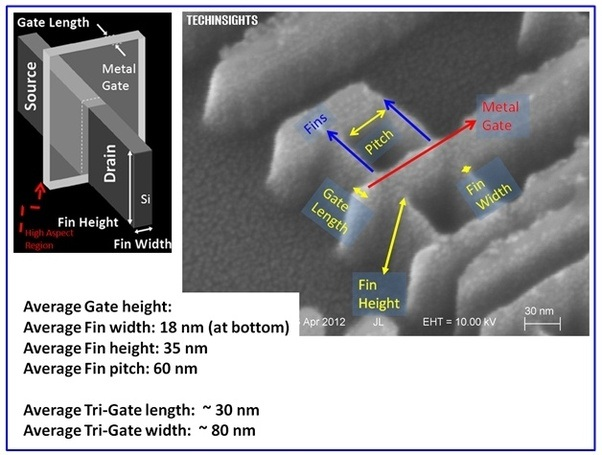 Gate Length
Metal
Gate
Source
Drain
Si
Fin Height
Fin Width
High Aspect
Region
TECHINSIGHTS
Metal
Gate
Fins
Pitch
Gate
Length
Fin
Width
Fin
Height
Apr 2012 JL EHT = 10.00 kV 30 nm
Average Gate height:
Average Fin width: 18 nm (at bottom)
Average Fin height: 35 nm
Average Fin pitch: 60 nm
Average Tri-Gate length: ~ 30 nm
Average Tri-Gate width: ~ 80 nm